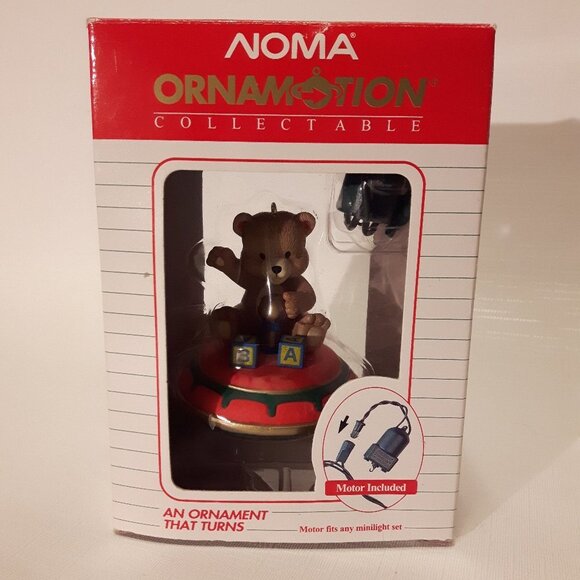 NOMA®
ORNAMOTION
COLLECTABLE
B A
Motor Included
AN ORNAMENT
THAT TURNS
Motor fits any minilight set